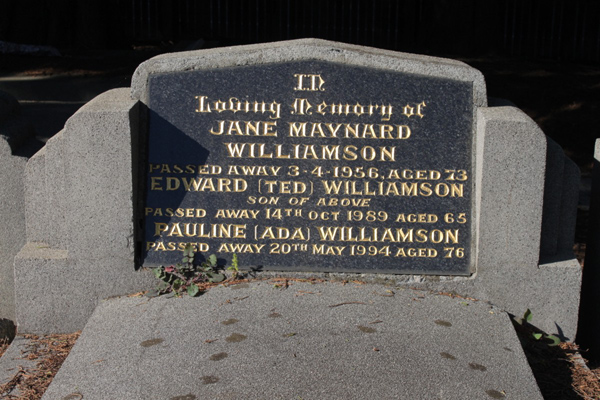 IN
Loving Memory of
JANE MAYNARD
WILLIAMSON
PASSED AWAY 3-4-1956, AGED 73
EDWARD (TED) WILLIAMSON
SON OF ABOVE
PASSED AWAY 14TH OCT 1989 AGED 65
PAULINE (ADA) WILLIAMSON
PASSED AWAY 20TH MAY 1994 AGED 76